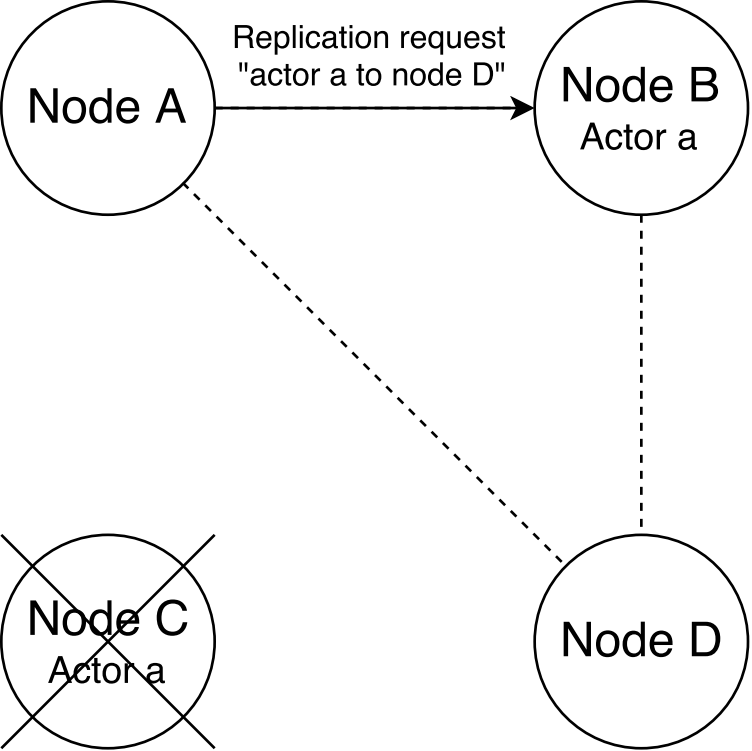 Replication request
"actor a to node D"
Node A
Node B
Actor a
Node C
Actor a
Node D